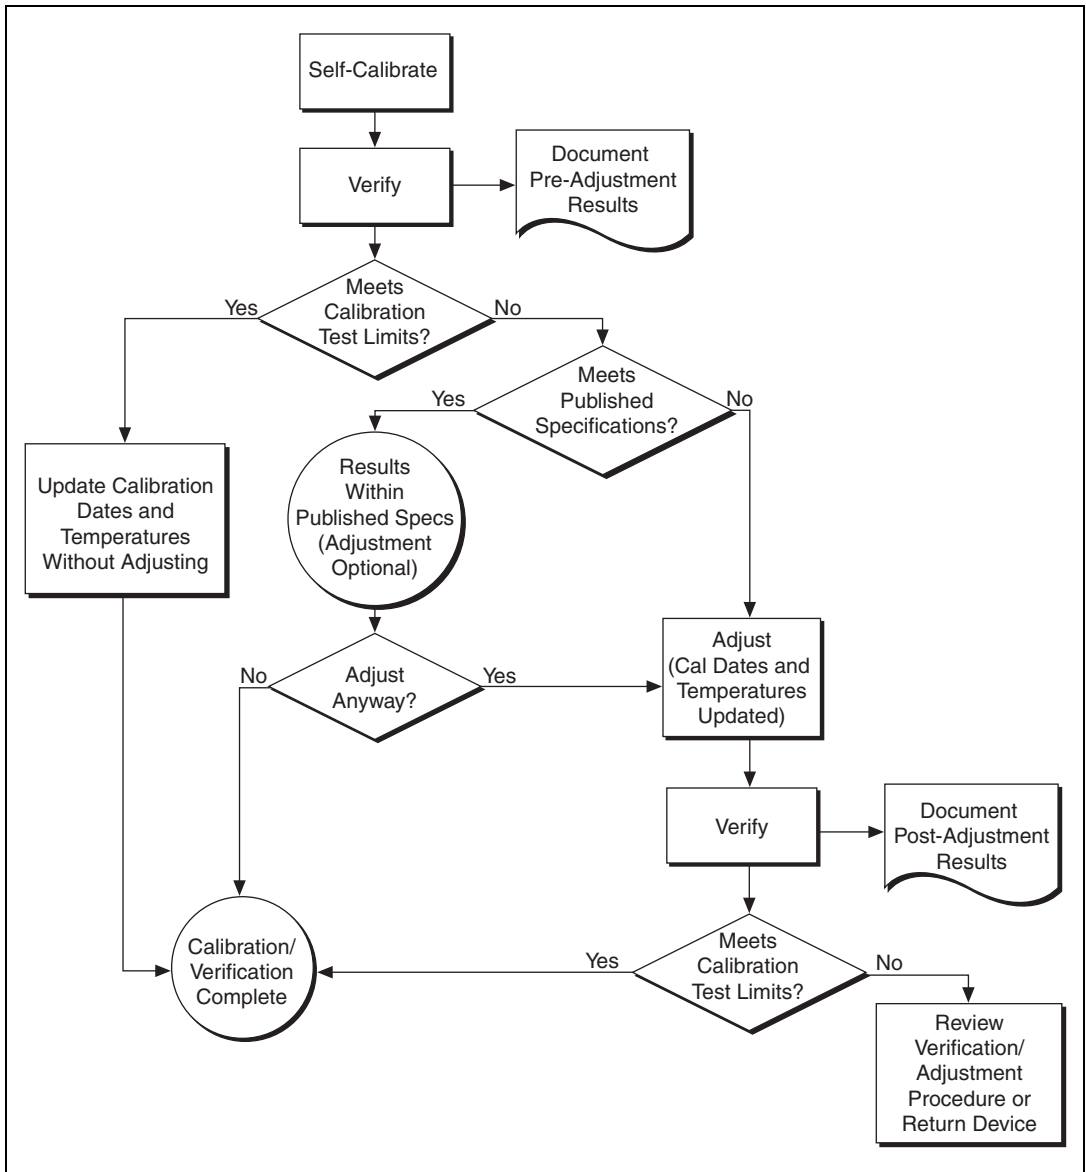 Self-Calibrate
Verify
Document
Pre-Adjustment
Results
Meets
Calibration
Test Limits?
Yes
No
Meets
Published
Specifications?
Yes
No
Update Calibration
Dates and
Temperatures
Without Adjusting
Results
Within
Published Specs
(Adjustment
Optional)
Adjust
Anyway?
No
Yes
Adjust
(Cal Dates and
Temperatures
Updated)
Verify
Document
Post-Adjustment
Results
Meets
Calibration
Test Limits?
Yes
No
Calibration/
Verification
Complete
Review
Verification/
Adjustment
Procedure or
Return Device